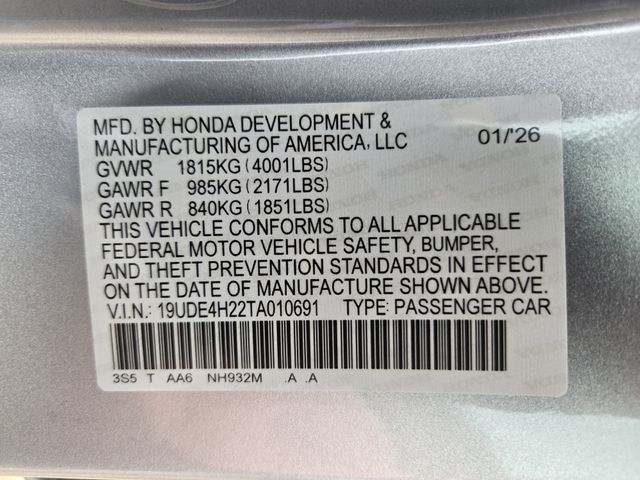 MFD. BY HONDA DEVELOPMENT &
MANUFACTURING OF AMERICA, LLC 01/'26
GVWR 1815KG (4001LBS)
GAWR F 985KG (2171LBS)
GAWR R 840KG (1851LBS)
THIS VEHICLE CONFORMS TO ALL APPLICABLE
FEDERAL MOTOR VEHICLE SAFETY, BUMPER,
AND THEFT PREVENTION STANDARDS IN EFFECT
ON THE DATE OF MANUFACTURE SHOWN ABOVE.
V.I.N.: 19UDE4H22TA010691 TYPE: PASSENGER CAR
3S5 T AA6 NH932M .A .A